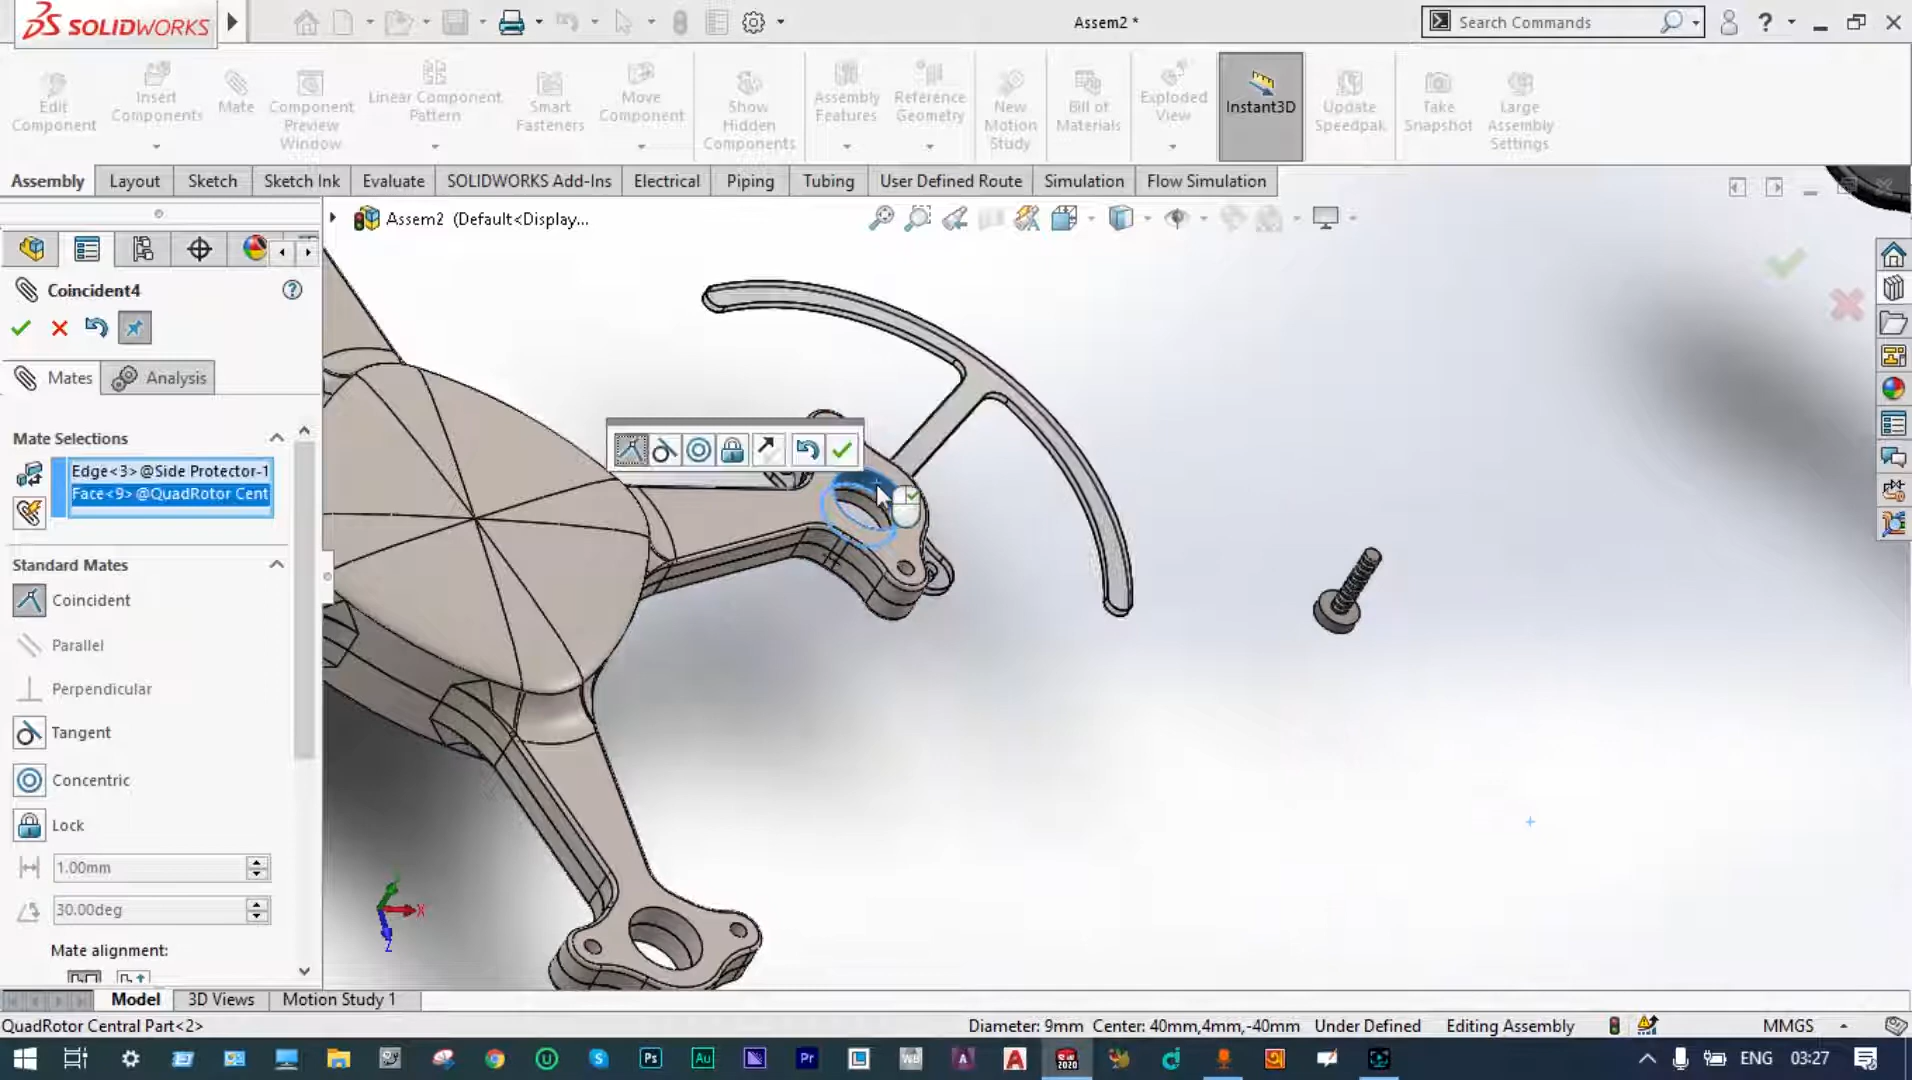 SOLIDWORKS
Assem2 *
Search Commands
Edit Component
Insert Components
Mate
Component Preview Window
Linear Component Pattern
Smart Fasteners
Move Component
Show Hidden Components
Assembly Features
Reference Geometry
New Motion Study
Bill of Materials
Exploded View
Instant3D
Update Speedpak
Take Snapshot
Large Assembly Settings
Assembly
Layout
Sketch
Sketch Ink
Evaluate
SOLIDWORKS Add-Ins
Electrical
Piping
Tubing
User Defined Route
Simulation
Flow Simulation
Assem2 (Default<Display...
Coincident4
Mates
Analysis
Mate Selections
Edge<3>@Side Protector-1
Face<9>@QuadRotor Cent
Standard Mates
Coincident
Parallel
Perpendicular
Tangent
Concentric
Lock
1.00mm
30.00deg
Mate alignment:
X
Z
Model
3D Views
Motion Study 1
QuadRotor Central Part<2>
Diameter: 9mm Center: 40mm,4mm,-40mm
Under Defined
Editing Assembly
MMGS
Ps
Au
Pr
WB
A
2020
ENG
03:27